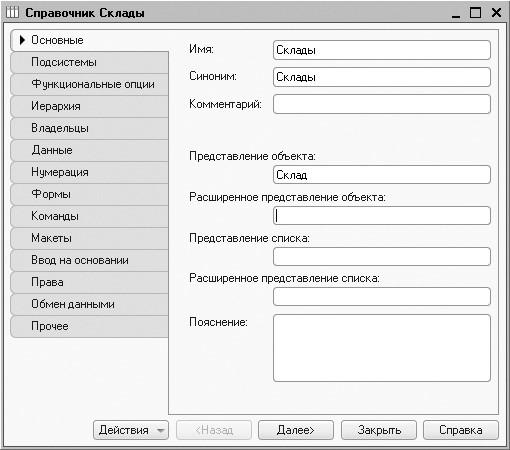 Справочник Склады
Основные
Подсистемы
Функциональные опции
Иерархия
Владельцы
Данные
Нумерация
Формы
Команды
Макеты
Ввод на основании
Права
Обмен данными
Прочее
Имя: Склады
Синоним: Склады
Комментарий:
Представление объекта:
Склад
Расширенное представление объекта:
Представление списка:
Расширенное представление списка:
Пояснение:
Действия <Назад Далее> Закрыть Справка